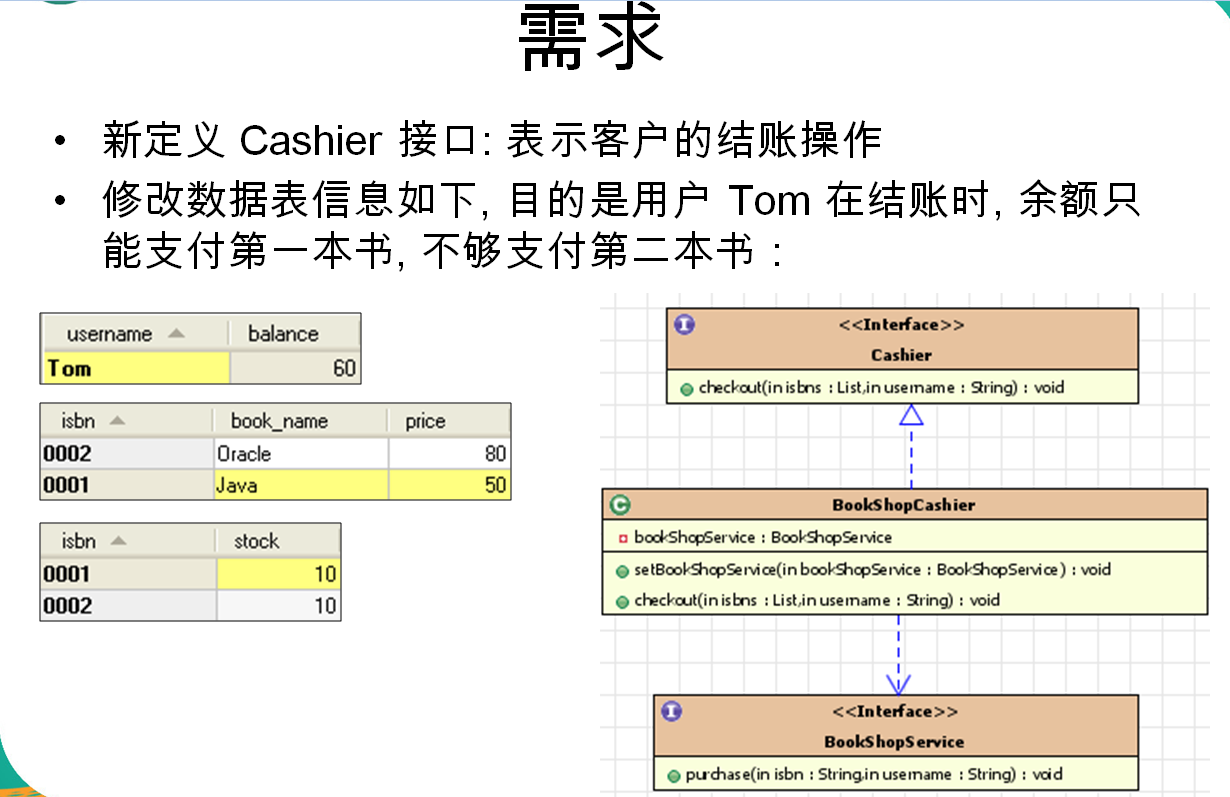 需求
• 新定义 Cashier 接口: 表示客户的结账操作
• 修改数据表信息如下, 目的是用户 Tom 在结账时, 余额只
能支付第一本书, 不够支付第二本书：
username balance
Tom 60
isbn book_name price
0002 Oracle 80
0001 Java 50
isbn stock
0001 10
0002 10
I <<Interface>>
Cashier
checkout(in isbns : List,in username : String) : void
C BookShopCashier
bookShopService : BookShopService
setBookShopService(in bookShopService : BookShopService) : void
checkout(in isbns : List,in username : String) : void
I <<Interface>>
BookShopService
purchase(in isbn : String,in username : String) : void